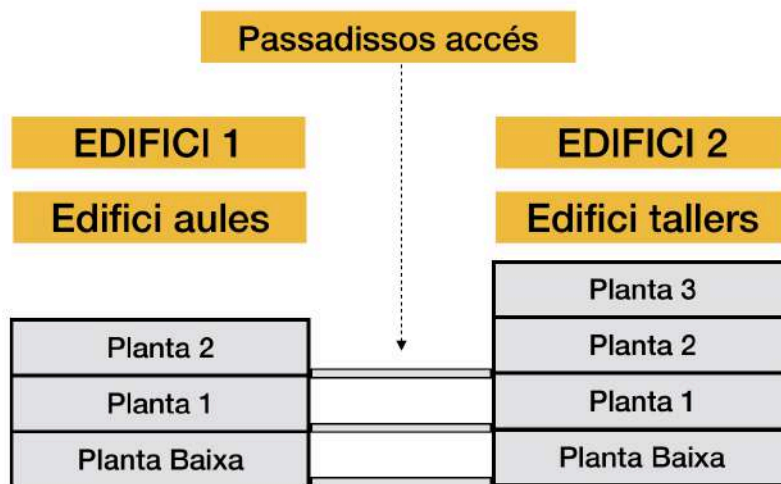 Passadissos accés
EDIFICI 1
EDIFICI 2
Edifici aules
Edifici tallers
Planta 3
Planta 2
Planta 2
Planta 1
Planta 1
Planta Baixa
Planta Baixa